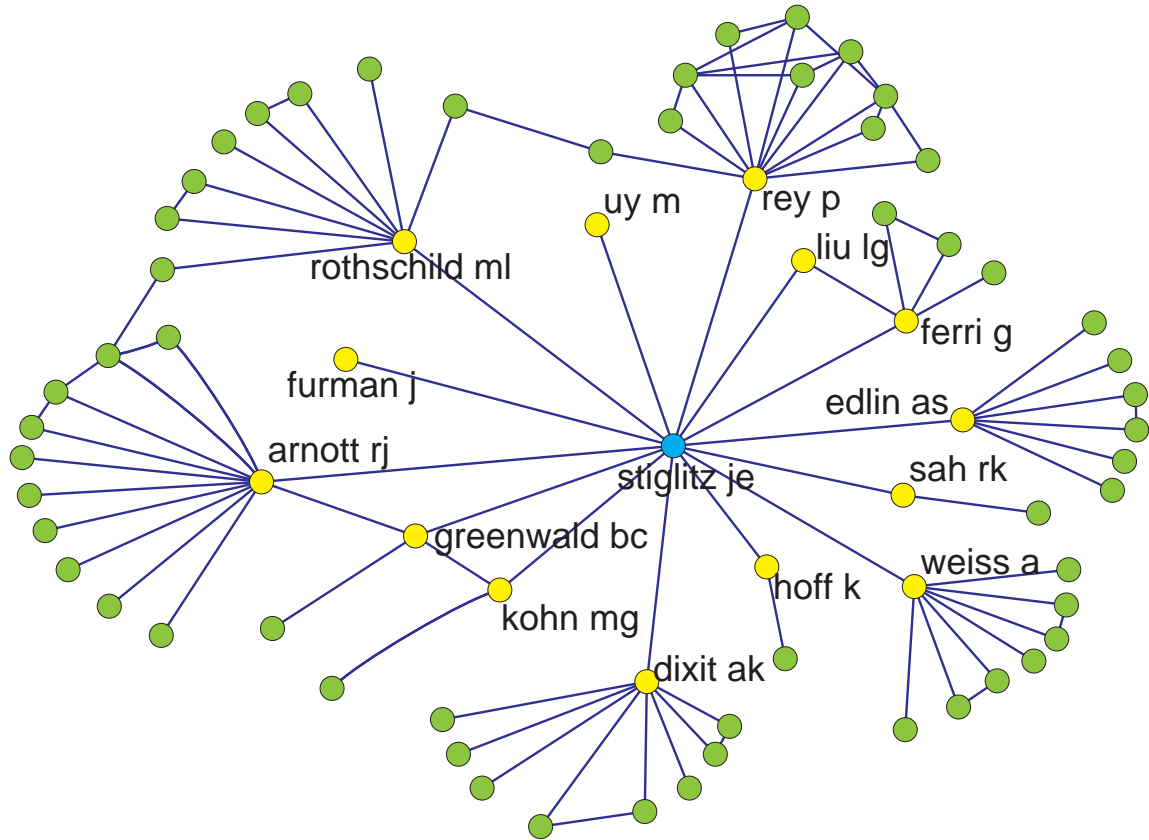 uy m
rey p
liu lg
rothschild ml
ferri g
furman j
edlin as
arnott rj
stiglitz je
sah rk
greenwald bc
weiss a
hoff k
kohn mg
dixit ak